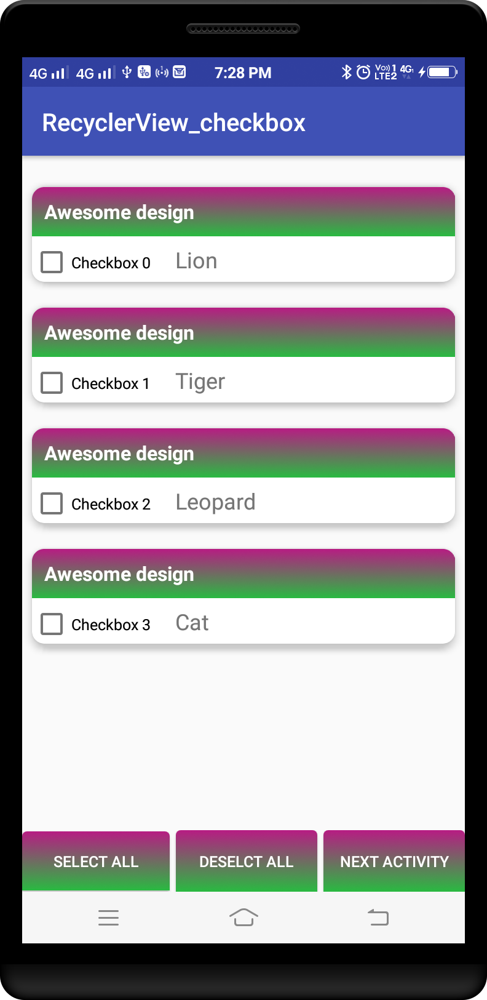 4G 4G 7:28 PM VoD 1 LTE2 4G
RecyclerView_checkbox
Awesome design
Checkbox 0 Lion
Awesome design
Checkbox 1 Tiger
Awesome design
Checkbox 2 Leopard
Awesome design
Checkbox 3 Cat
SELECT ALL DESELCT ALL NEXT ACTIVITY